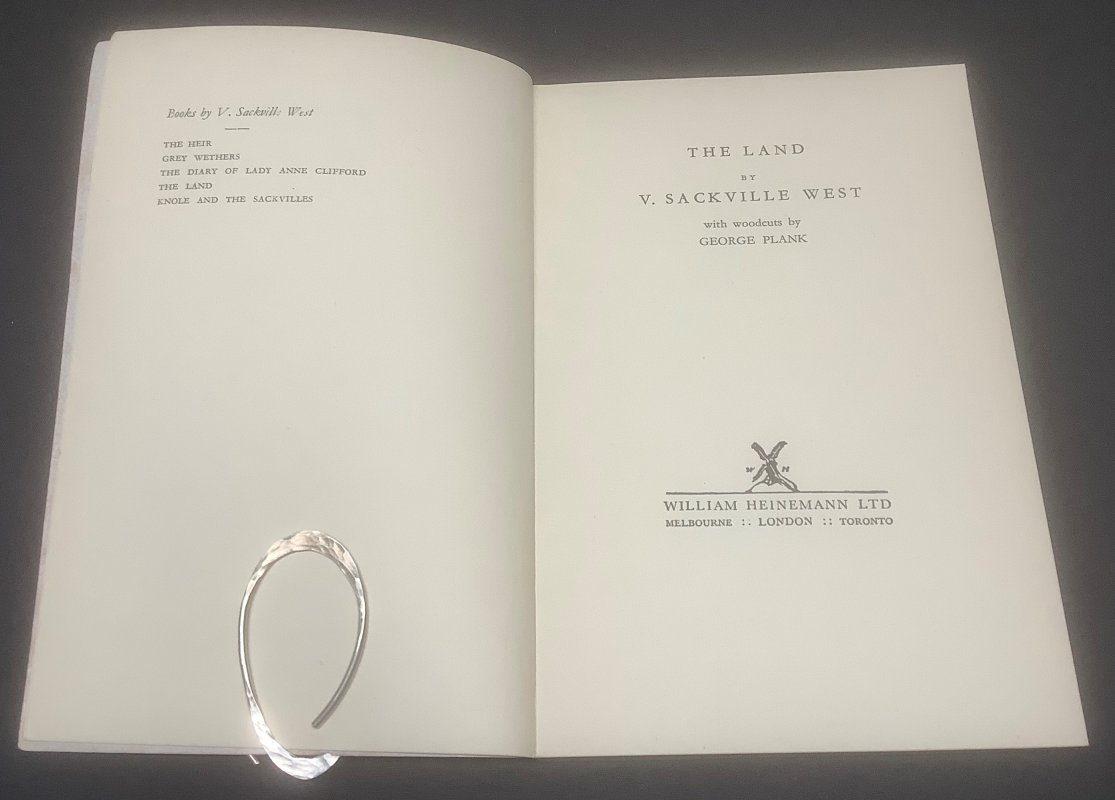 Books by V. Sackville West
THE HEIR
GREY WETHERS
THE DIARY OF LADY ANNE CLIFFORD
THE LAND
KNOLE AND THE SACKVILLES
THE LAND
BY
V. SACKVILLE WEST
with woodcuts by
GEORGE PLANK
W H
WILLIAM HEINEMANN LTD
MELBOURNE :: LONDON :: TORONTO